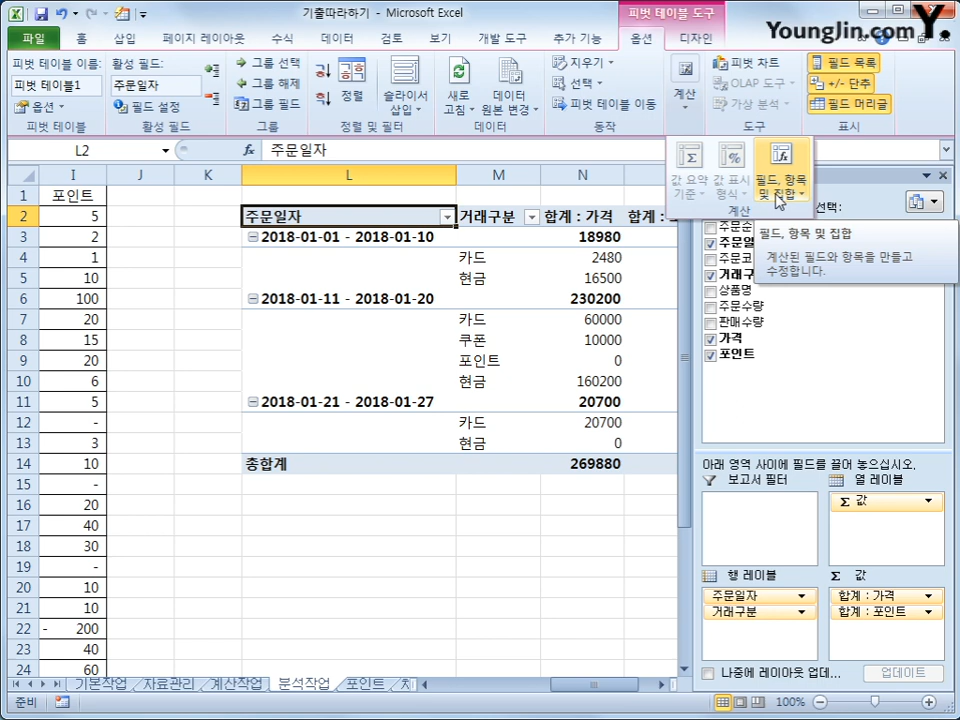 기출따라하기 - Microsoft Excel
피벗 테이블 도구
Younglin.com
파일 홈 삽입 페이지 레이아웃 수식 데이터 검토 보기 개발 도구 추가 기능 옵션 디자인
피벗 테이블 이름: 활성 필드: 그룹 선택 지우기 피벗 차트 필드 목록
피벗 테이블1 주문일자 그룹 해제 정렬 슬라이서 삽입 새로 고침 데이터 원본 변경 선택 계산 OLAP 도구 +/- 단추
옵션 필드 설정 그룹 필드 피벗 테이블 이동 가상 분석 필드 머리글
피벗 테이블 활성 필드 그룹 정렬 및 필터 데이터 동작 도구 표시
L2 fx 주문일자
값 요약 기준 값 표시 형식 필드, 항목 및 집합
계산
선택:
필드, 항목 및 집합
계산된 필드와 항목을 만들고
수정합니다.
I J K L M N
1 포인트
2 5 주문일자 거래구분 합계 : 가격 합계 :
3 2 2018-01-01 - 2018-01-10 18980
4 1 카드 2480
5 10 현금 16500
6 100 2018-01-11 - 2018-01-20 230200
7 20 카드 60000
8 15 쿠폰 10000
9 20 포인트 0
10 6 현금 160200
11 5 2018-01-21 - 2018-01-27 20700
12 - 카드 20700
13 3 현금 0
14 10 총합계 269880
15 -
16 20
17 40
18 30
19 -
20 10
21 10
22 - 200
23 40
24 60
주문
주문일
주문코
거래구
상품명
주문수량
판매수량
가격
포인트
아래 영역 사이에 필드를 끌어 놓으십시오.
보고서 필터 열 레이블
Σ 값
행 레이블 Σ 값
주문일자 합계 : 가격
거래구분 합계 : 포인트
나중에 레이아웃 업데... 업데이트
기본작업 자료관리 계산작업 분석작업 포인트
준비 100%